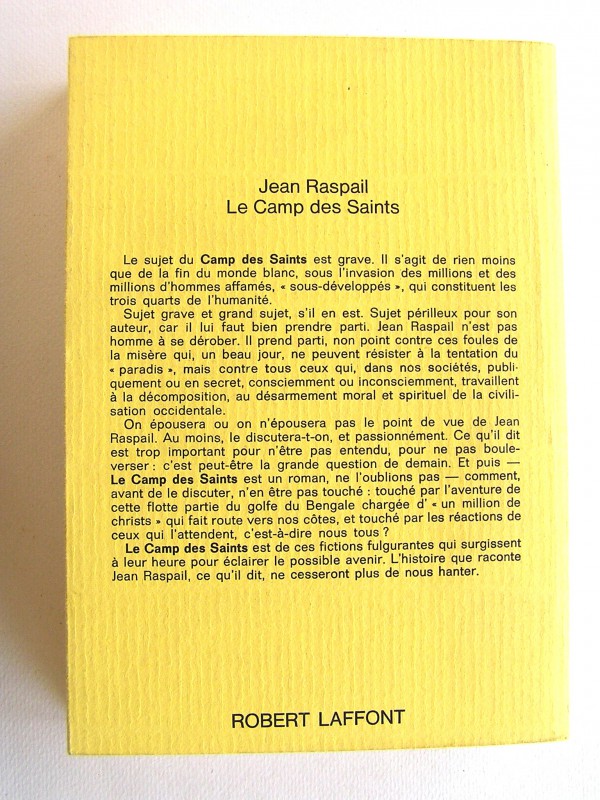 Jean Raspail
Le Camp des Saints
Le sujet du Camp des Saints est grave. Il s'agit de rien moins
que de la fin du monde blanc, sous l'invasion des millions et des
millions d'hommes affamés, « sous-développés », qui constituent les
trois quarts de l'humanité.
Sujet grave et grand sujet, s'il en est. Sujet périlleux pour son
auteur, car il lui faut bien prendre parti. Jean Raspail n'est pas
homme à se dérober. Il prend parti, non point contre ces foules de
la misère qui, un beau jour, ne peuvent résister à la tentation du
« paradis », mais contre tous ceux qui, dans nos sociétés, publi-
quement ou en secret, consciemment ou inconsciemment, travaillent
à la décomposition, au désarmement moral et spirituel de la civili-
sation occidentale.
On épousera ou on n'épousera pas le point de vue de Jean
Raspail. Au moins, le discutera-t-on, et passionnément. Ce qu'il dit
est trop important pour n'être pas entendu, pour ne pas boule-
verser : c'est peut-être la grande question de demain. Et puis —
Le Camp des Saints est un roman, ne l'oublions pas — comment,
avant de le discuter, n'en être pas touché : touché par l'aventure de
cette flotte partie du golfe du Bengale chargée d'« un million de
christs » qui fait route vers nos côtes, et touché par les réactions de
ceux qui l'attendent, c'est-à-dire nous tous ?
Le Camp des Saints est de ces fictions fulgurantes qui surgissent
à leur heure pour éclairer le possible avenir. L'histoire que raconte
Jean Raspail, ce qu'il dit, ne cesseront plus de nous hanter.
ROBERT LAFFONT